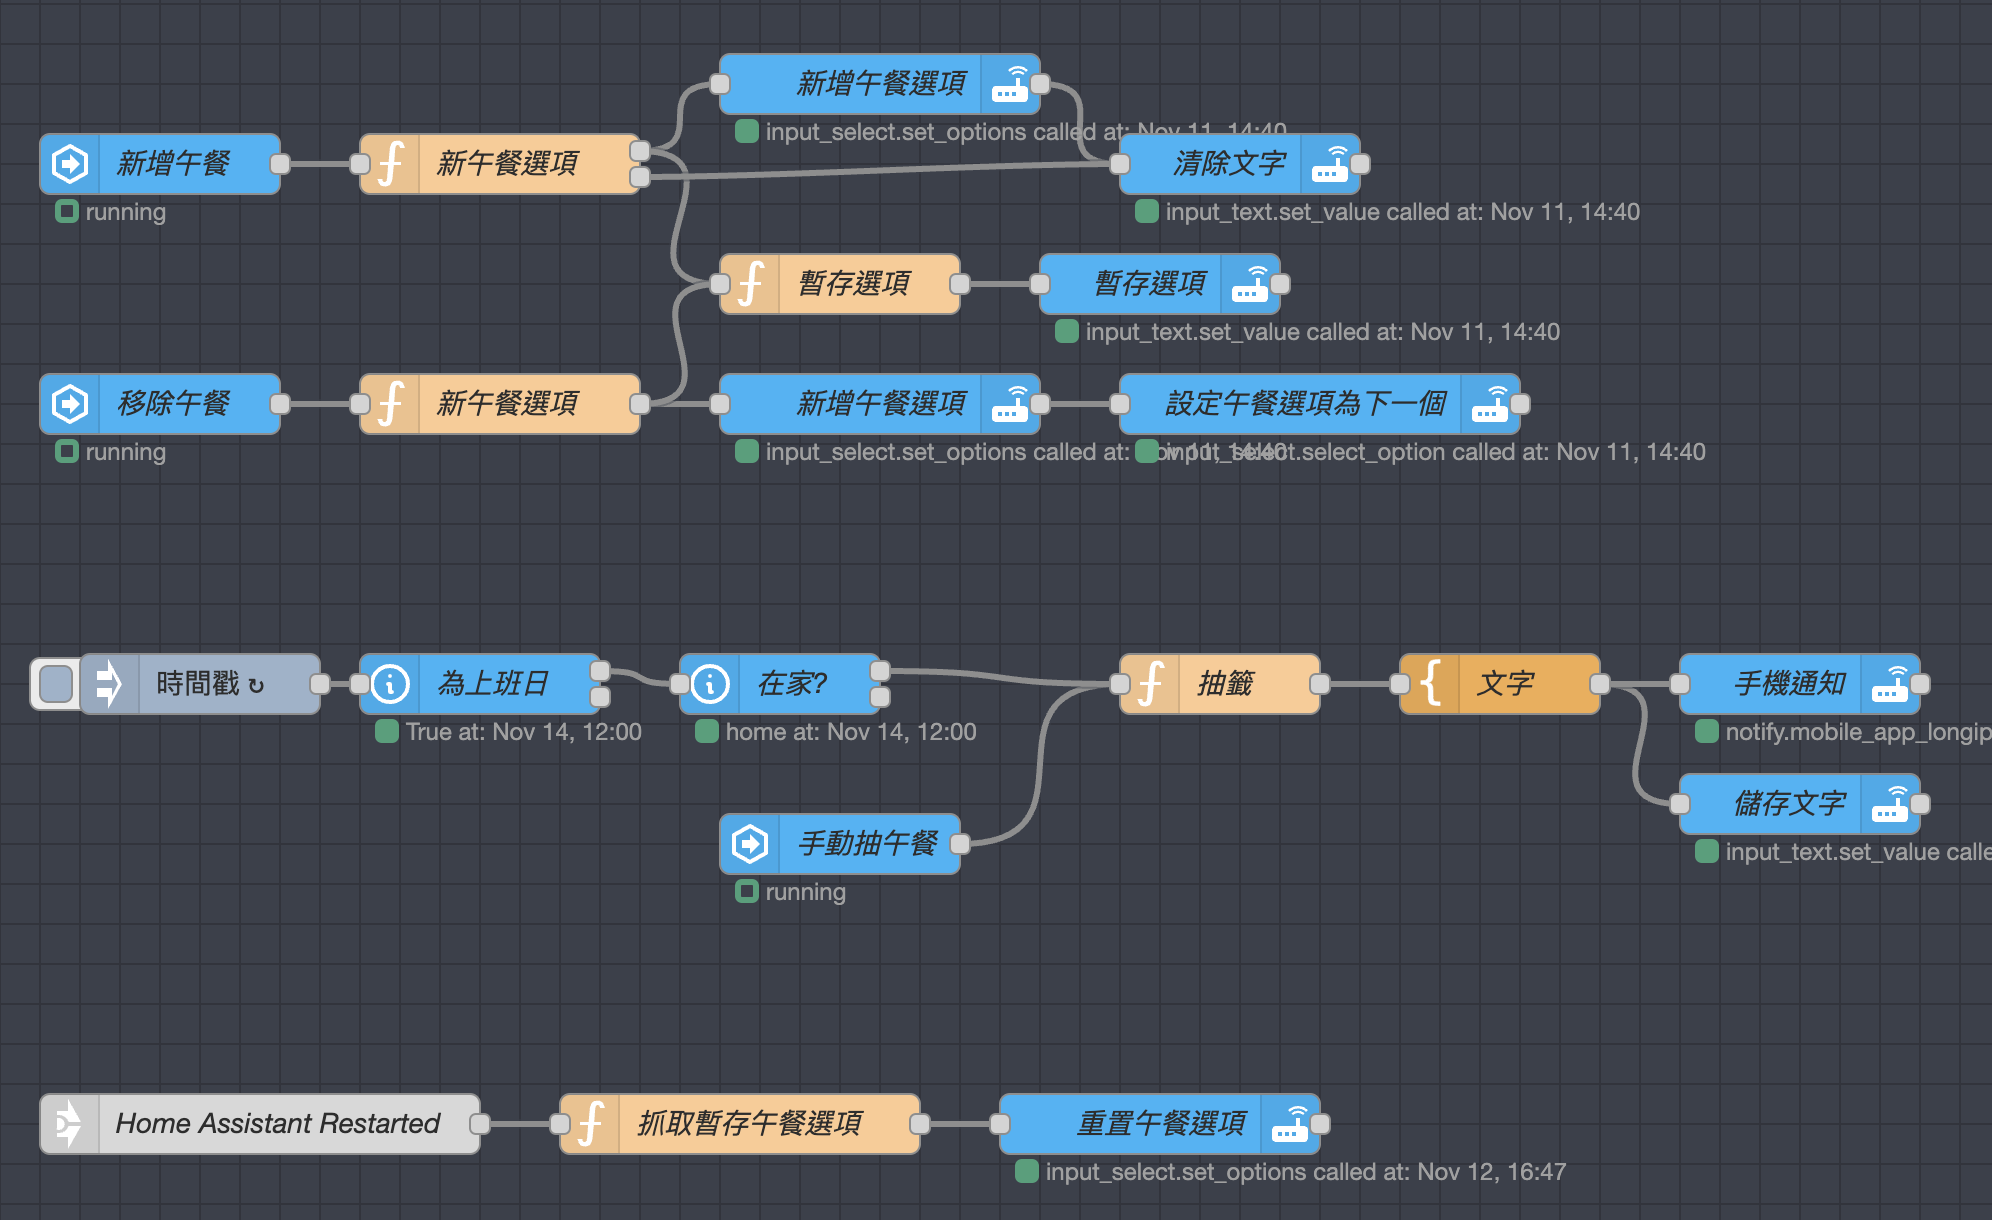 新增午餐選項
input_select.set_options called at: Nov 11, 14:40
新增午餐
running
新午餐選項
清除文字
input_text.set_value called at: Nov 11, 14:40
暫存選項
暫存選項
input_text.set_value called at: Nov 11, 14:40
移除午餐
running
新午餐選項
新增午餐選項
input_select.set_options called at: Nov 11, 14:40
設定午餐選項為下一個
input_select.select_option called at: Nov 11, 14:40
時間戳 ↻
為上班日
True at: Nov 14, 12:00
在家?
home at: Nov 14, 12:00
抽籤
文字
手機通知
notify.mobile_app_longip
儲存文字
input_text.set_value calle
手動抽午餐
running
Home Assistant Restarted
抓取暫存午餐選項
重置午餐選項
input_select.set_options called at: Nov 12, 16:47